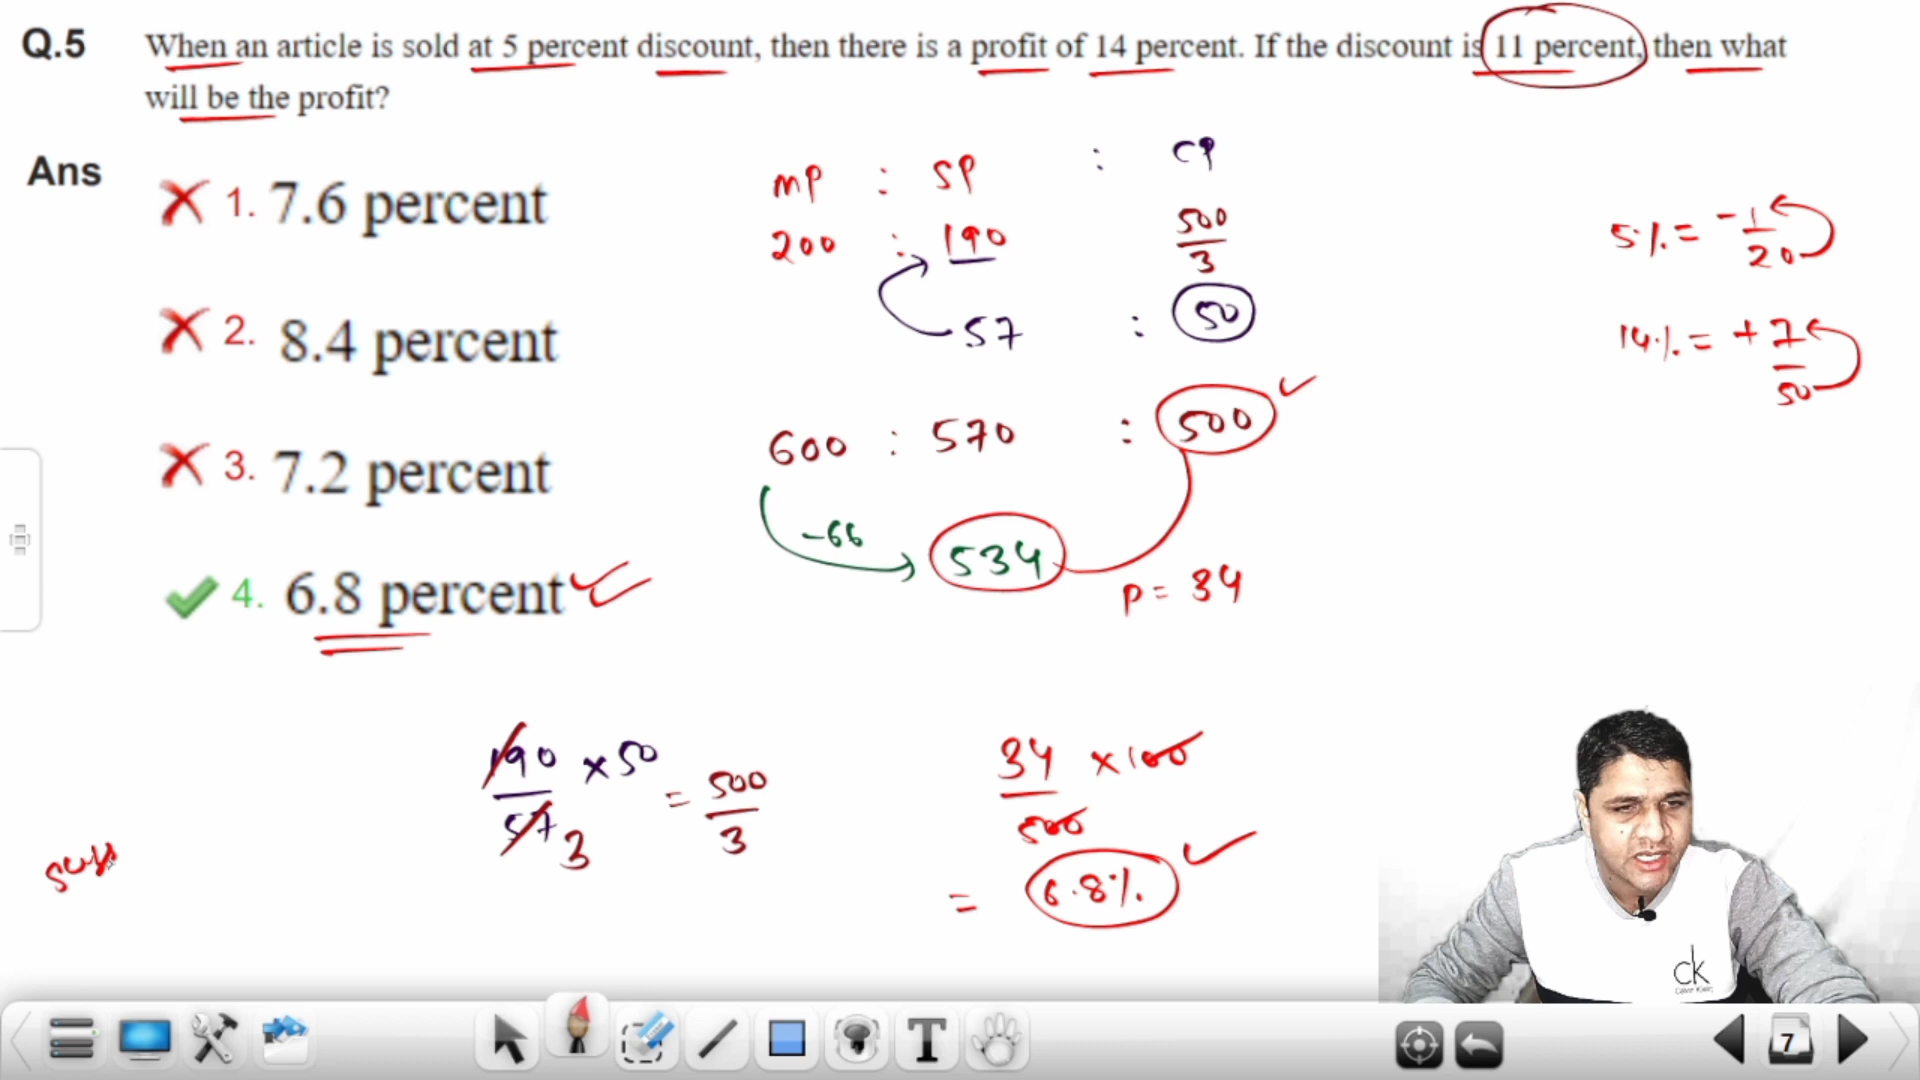 Q.5 When an article is sold at 5 percent discount, then there is a profit of 14 percent. If the discount is 11 percent, then what
will be the profit?
Ans
1. 7.6 percent
2. 8.4 percent
3. 7.2 percent
4. 6.8 percent
MP : SP : CP
200 : 190 500/3
57 : 50
600 : 570 : 500
-66
534
P = 34
5% = -1/20
14% = +7/50
190/57 × 50 = 500/3
3
34/500 × 100
= 6.8%
ck
Calvin Klein
T
7